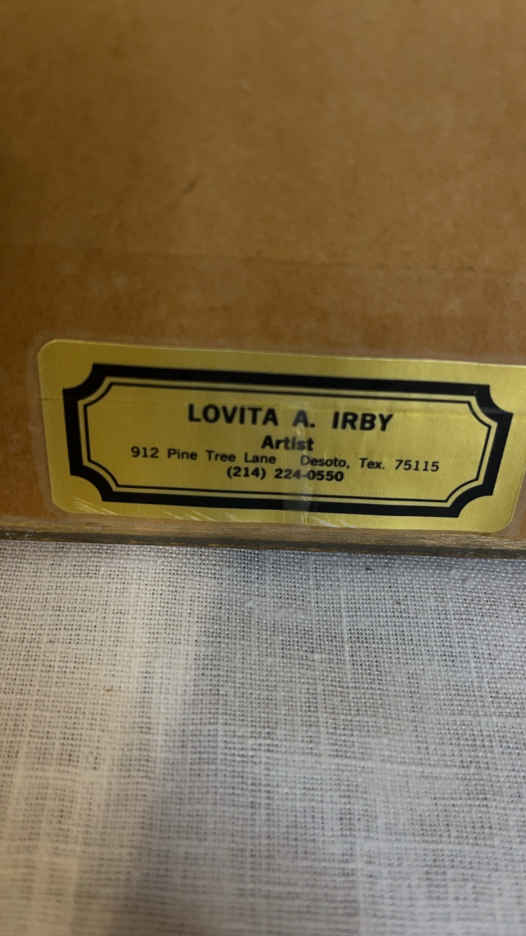 LOVITA A. IRBY
Artist
912 Pine Tree Lane Desoto, Tex. 75115
(214) 224-0550